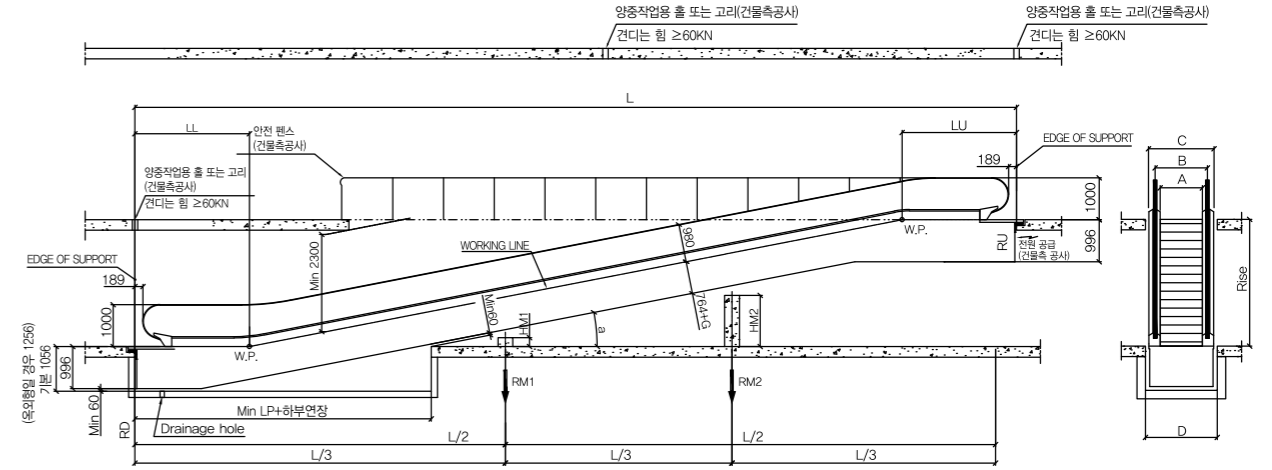 양중작업용 홀 또는 고리(건물측공사)
견디는 힘 ≥60KN
양중작업용 홀 또는 고리(건물측공사)
견디는 힘 ≥60KN
L
LL
안전 펜스
(건물측공사)
LU
EDGE OF SUPPORT
189
양중작업용 홀 또는 고리
(건물측공사)
견디는 힘 ≥60KN
1000
996
W.P.
RU
전원 공급
(건물측 공사)
C
B
A
Rise
D
EDGE OF SUPPORT
189
Min 2300
WORKING LINE
980
764+G
1000
W.P.
Min60
HM1
a
HM2
(옥외형일 경우 1256)
기본 1056
996
Min 60
RD
RM1
RM2
Min LP+하부연장
Drainage hole
L/2
L/2
L/3
L/3
L/3